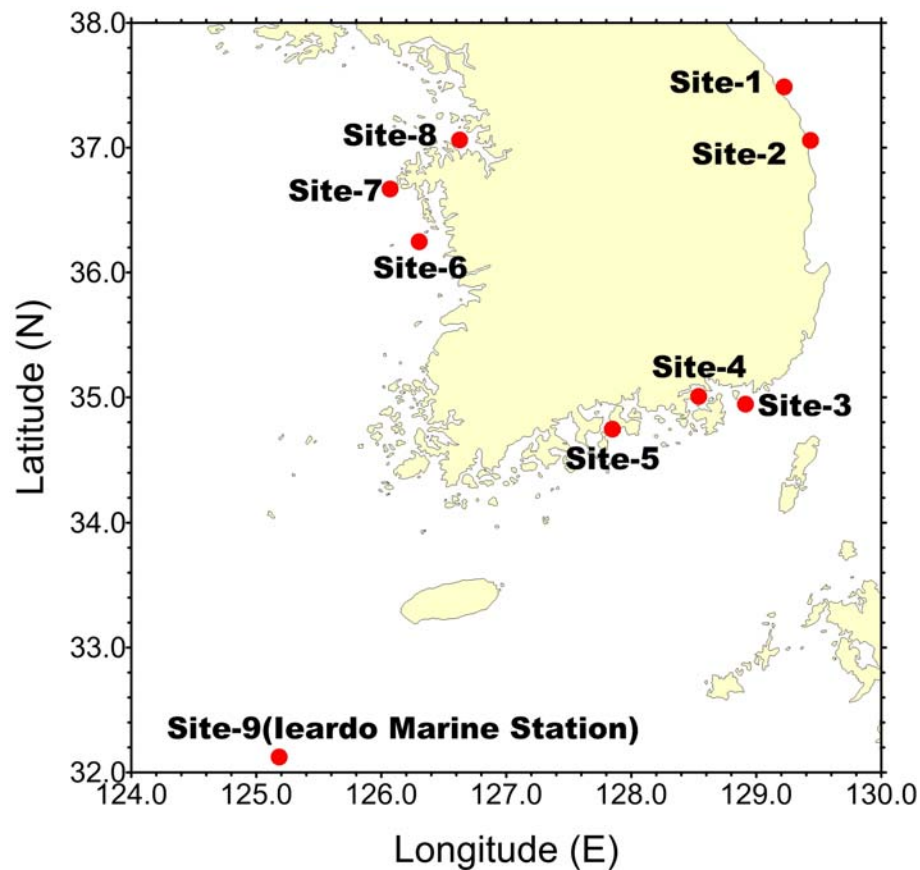 38.0
Site-1
Site-8
37.0
Site-2
Site-7
Site-6
36.0
Site-4
35.0
Site-3
Site-5
34.0
33.0
Site-9(Ieardo Marine Station)
32.0
124.0 125.0 126.0 127.0 128.0 129.0 130.0
Latitude (N)
Longitude (E)